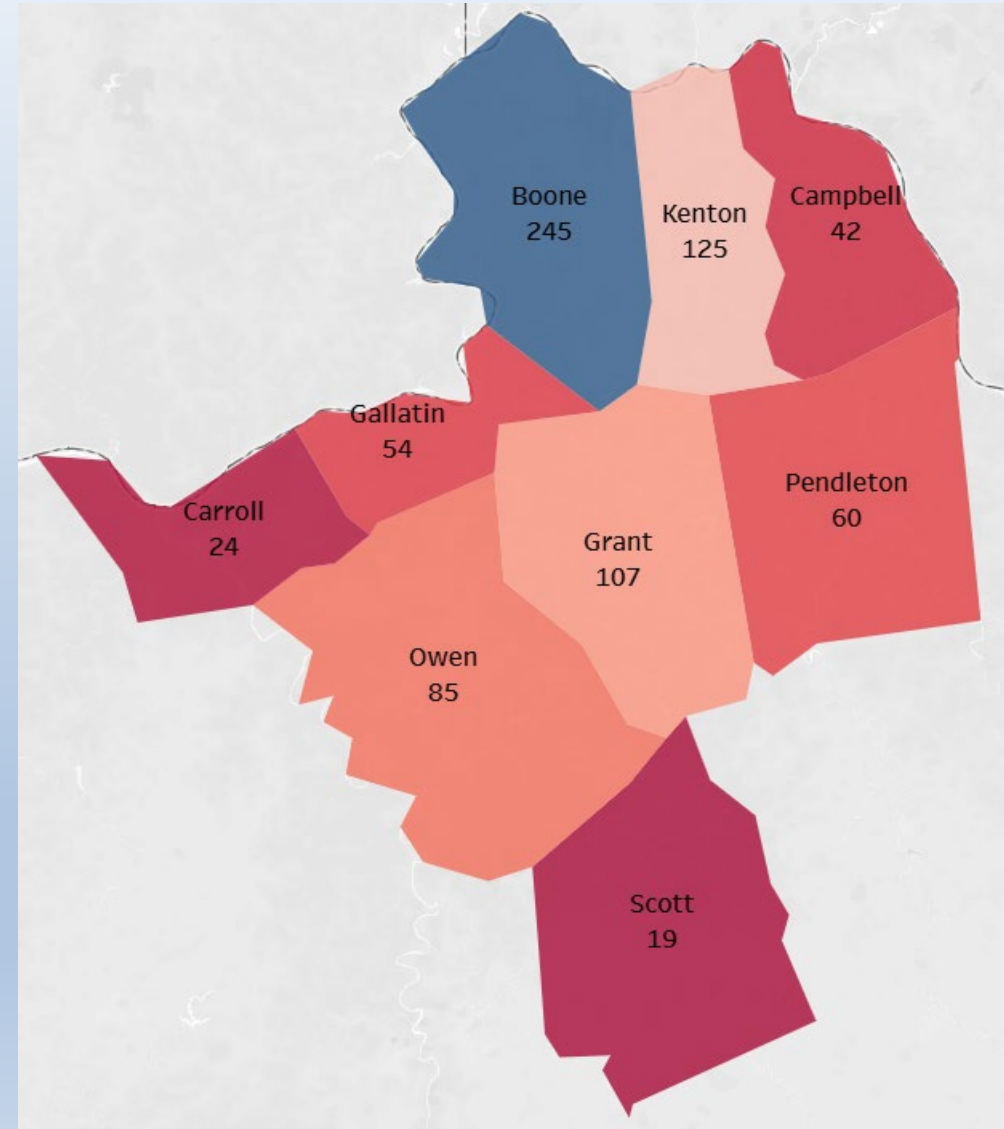 Boone
245
Kenton
125
Campbell
42
Gallatin
54
Carroll
24
Pendleton
60
Grant
107
Owen
85
Scott
19